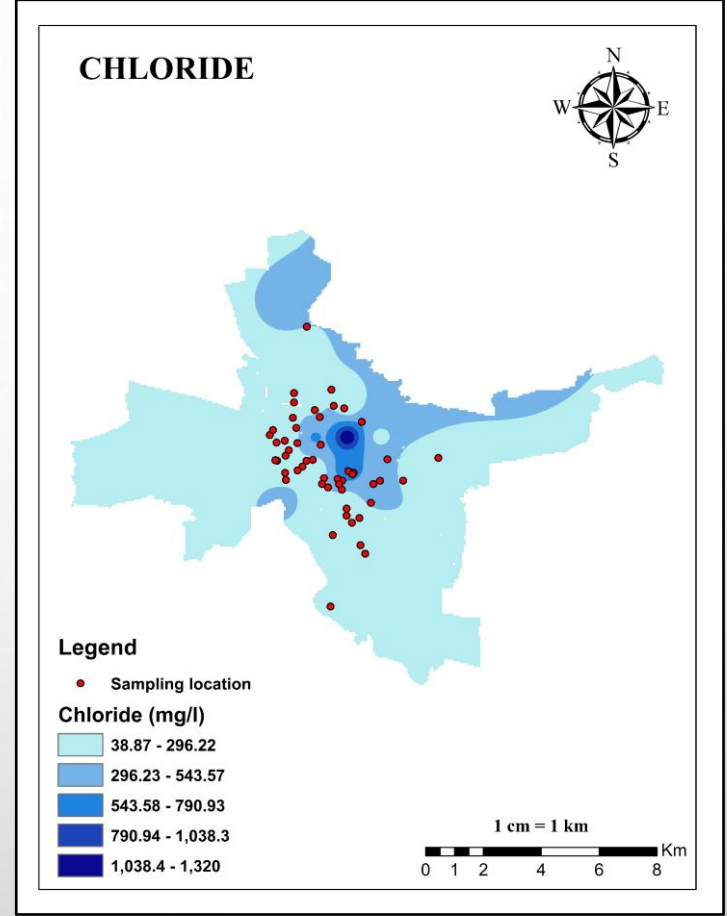 CHLORIDE
N
W E
S
Legend
Sampling location
Chloride (mg/l)
38.87 - 296.22
296.23 - 543.57
543.58 - 790.93
790.94 - 1,038.3
1,038.4 - 1,320
1 cm = 1 km
Km
0 1 2 4 6 8